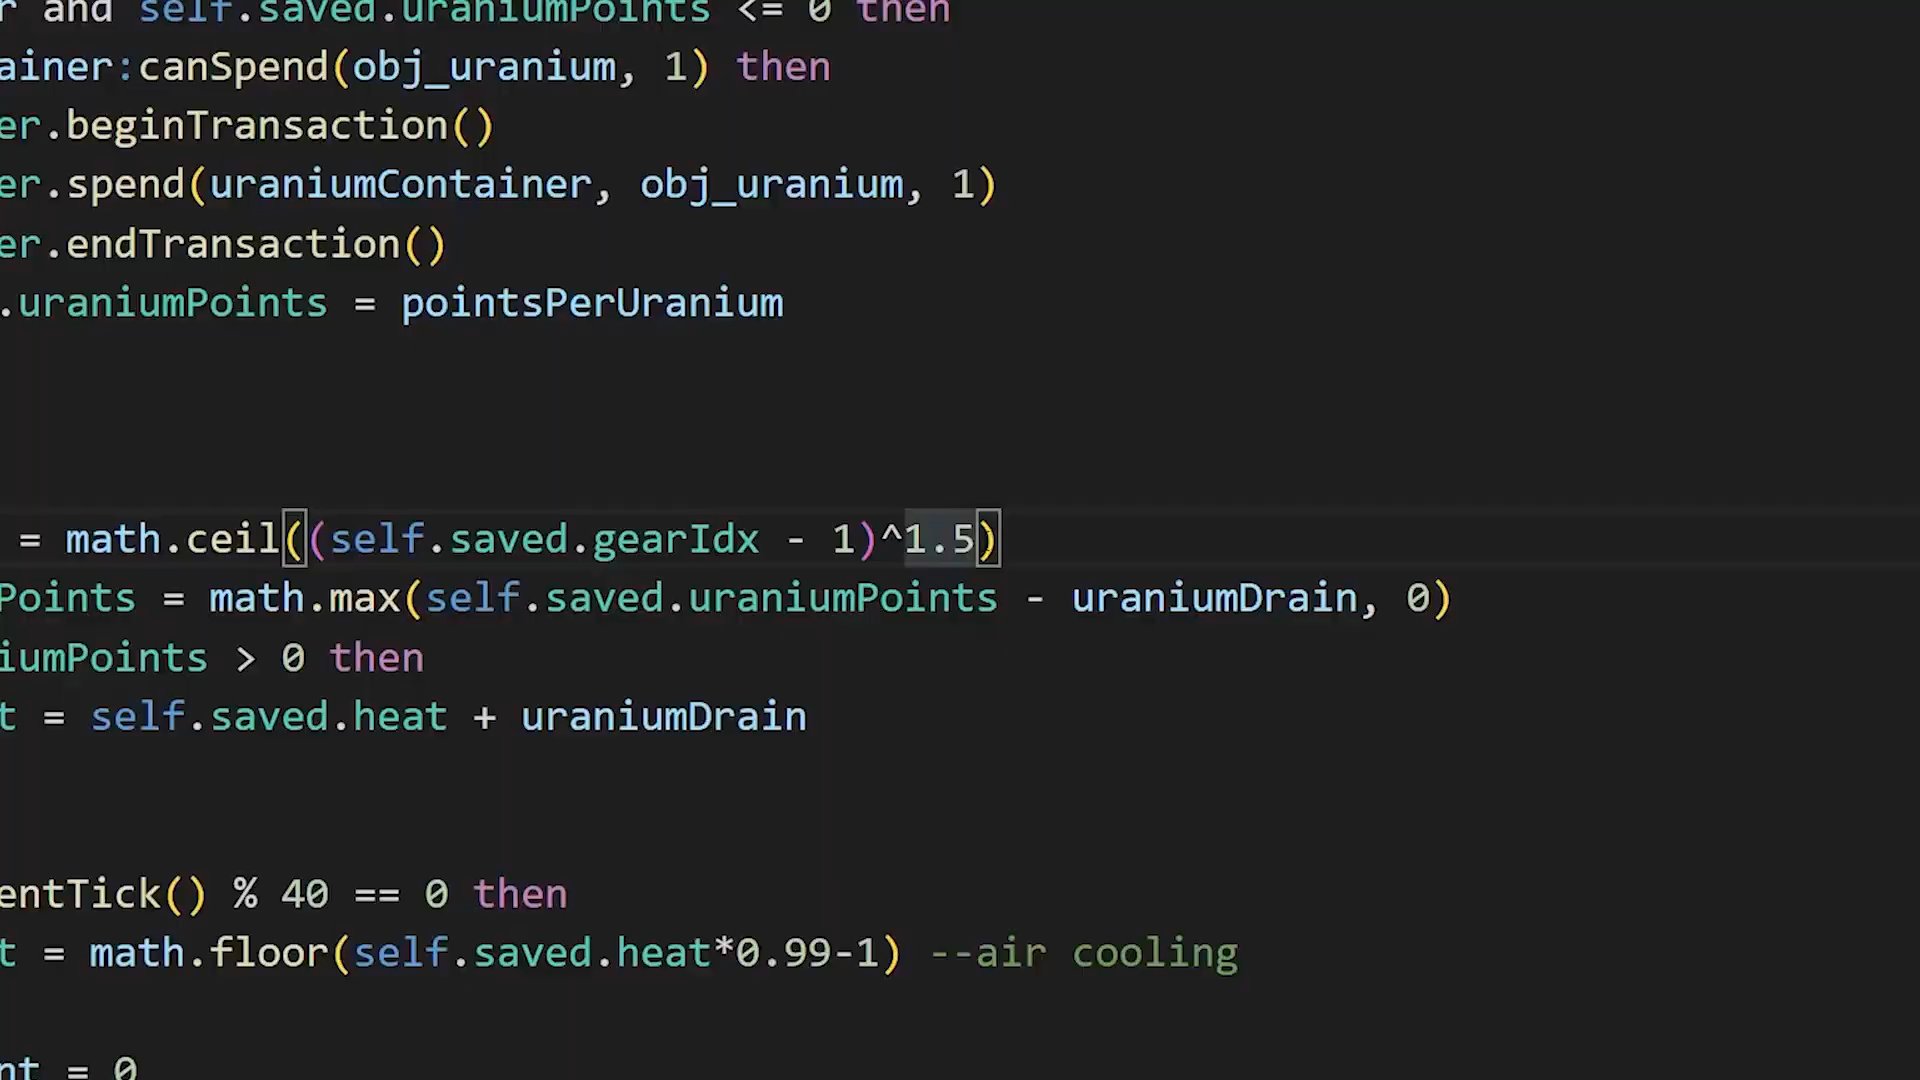 r and self.saved.uraniumPoints <= 0 then
ainer:canSpend(obj_uranium, 1) then
er.beginTransaction()
er.spend(uraniumContainer, obj_uranium, 1)
er.endTransaction()
.uraniumPoints = pointsPerUranium
= math.ceil((self.saved.gearIdx - 1)^1.5)
Points = math.max(self.saved.uraniumPoints - uraniumDrain, 0)
iumPoints > 0 then
t = self.saved.heat + uraniumDrain
entTick() % 40 == 0 then
t = math.floor(self.saved.heat*0.99-1) --air cooling
nt = 0